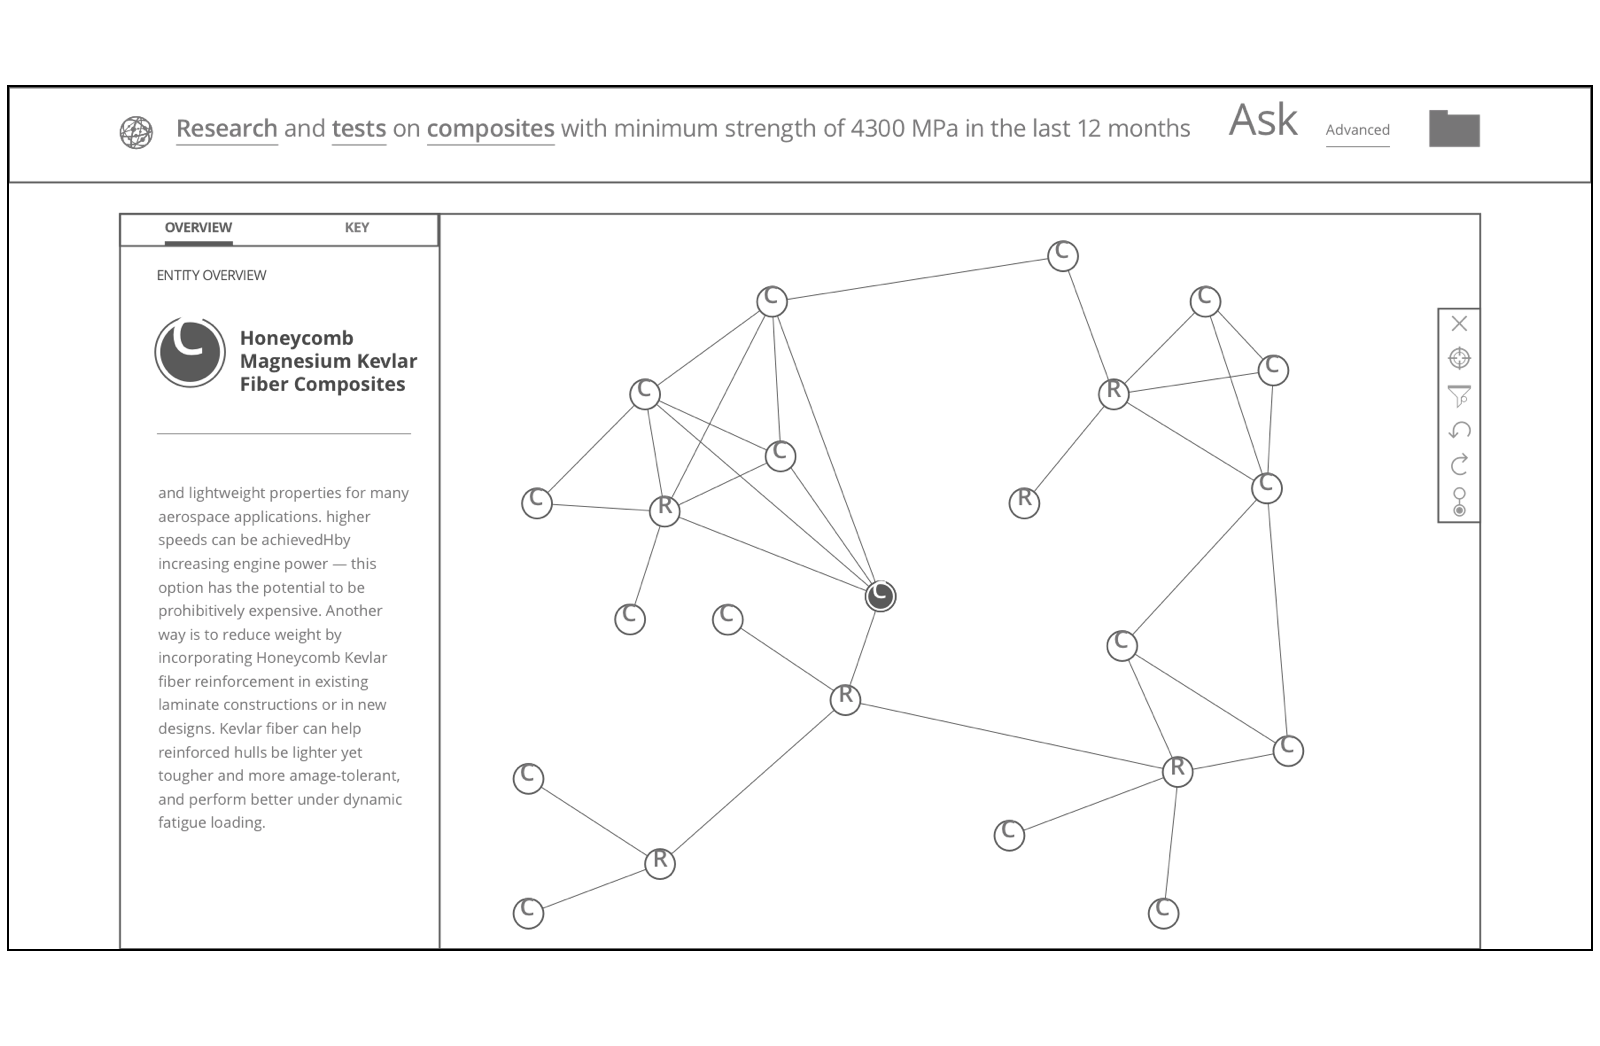 Research and tests on composites with minimum strength of 4300 MPa in the last 12 months
Ask
Advanced
OVERVIEW
KEY
ENTITY OVERVIEW
C
Honeycomb
Magnesium Kevlar
Fiber Composites
and lightweight properties for many
aerospace applications. higher
speeds can be achievedHby
increasing engine power — this
option has the potential to be
prohibitively expensive. Another
way is to reduce weight by
incorporating Honeycomb Kevlar
fiber reinforcement in existing
laminate constructions or in new
designs. Kevlar fiber can help
reinforced hulls be lighter yet
tougher and more amage-tolerant,
and perform better under dynamic
fatigue loading.
C
C
C
C
C
R
C
C
C
R
R
C
C
C
C
C
R
C
C
R
C
C
R
C
C